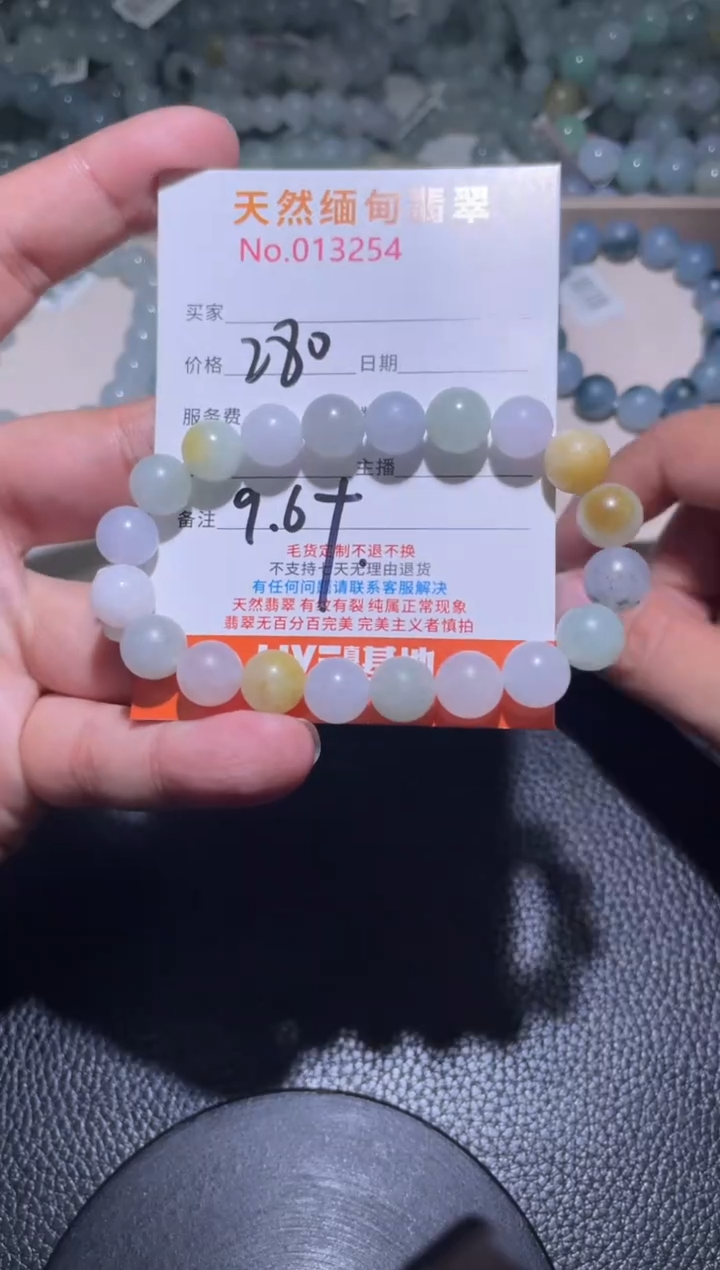 天然缅甸翡翠
No.013254
买家
价格 280 日期
服务费
主播
备注 9.6
毛货定制不退不换
不支持七天无理由退货
有任何问题请联系客服解决
天然翡翠 有纹有裂 纯属正常现象
翡翠无百分百完美 完美主义者慎拍
基地